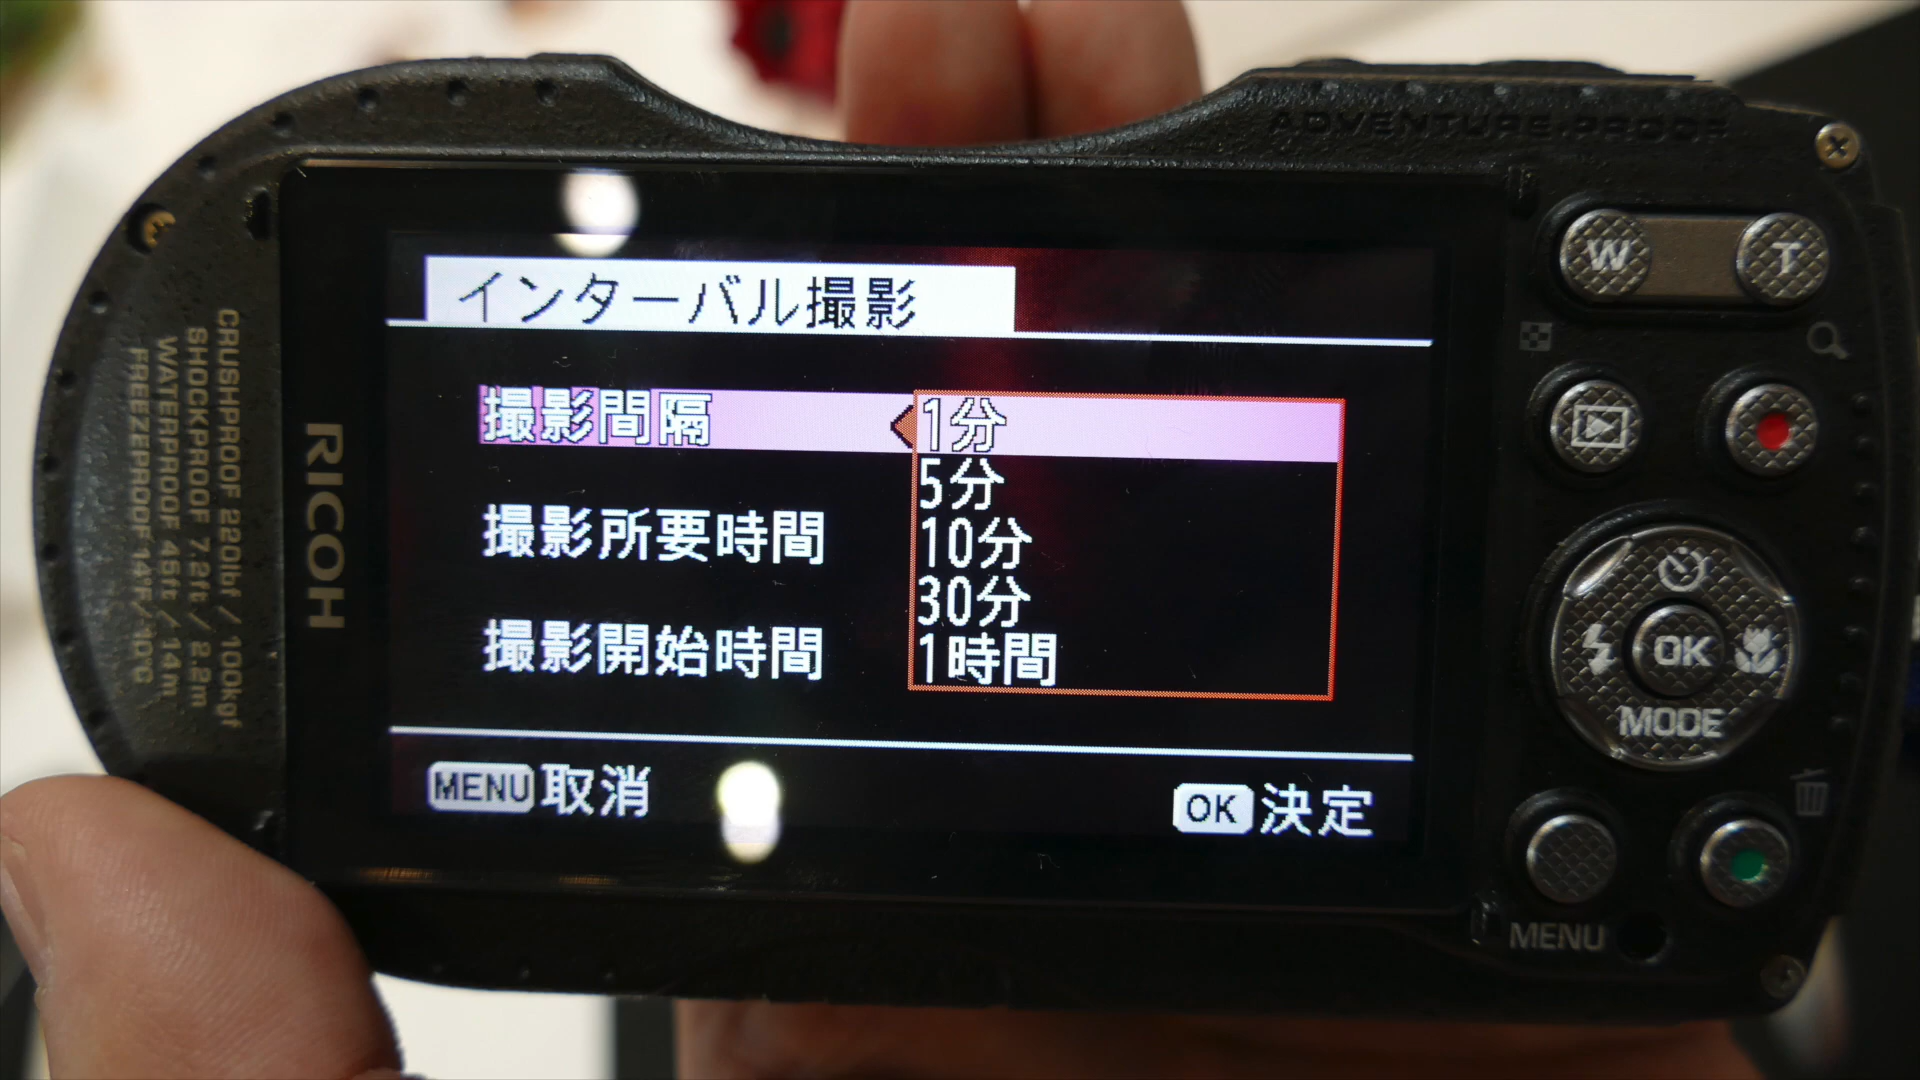 ADVENTURE PROOF
CRUSHPROOF 220lbf / 100kgf
SHOCKPROOF 7.2ft / 2.2m
WATERPROOF 45ft / 14m
FREEZEPROOF 14°F / -10°C
RICOH
インターバル撮影
撮影間隔
1分
5分
10分
30分
1時間
撮影所要時間
撮影開始時間
MENU 取消
OK 決定
W T
OK
MODE
MENU